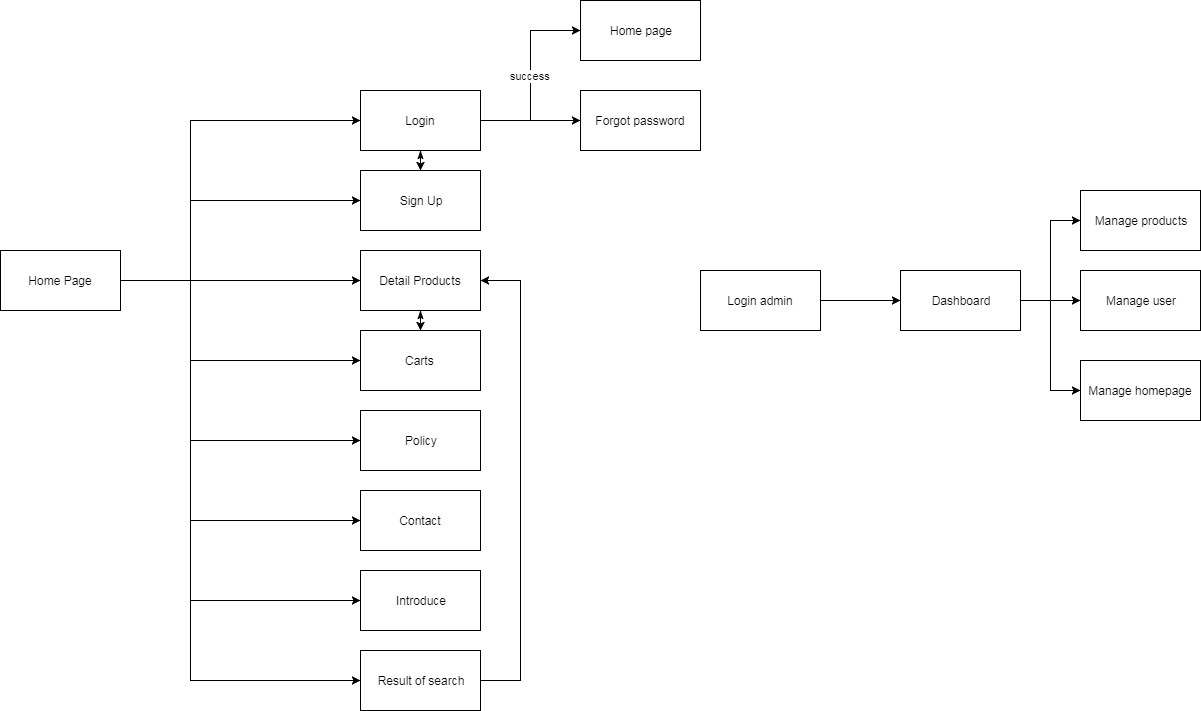 Home page
success
Login
Forgot password
Sign Up
Home Page
Detail Products
Carts
Policy
Contact
Introduce
Result of search
Login admin
Dashboard
Manage products
Manage user
Manage homepage